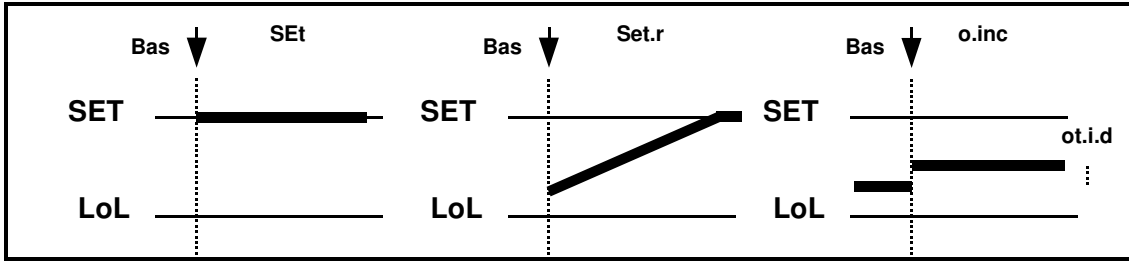 Bas SEt
SET
LoL
Bas Set.r
SET
LoL
Bas o.inc
SET
ot.i.d
LoL